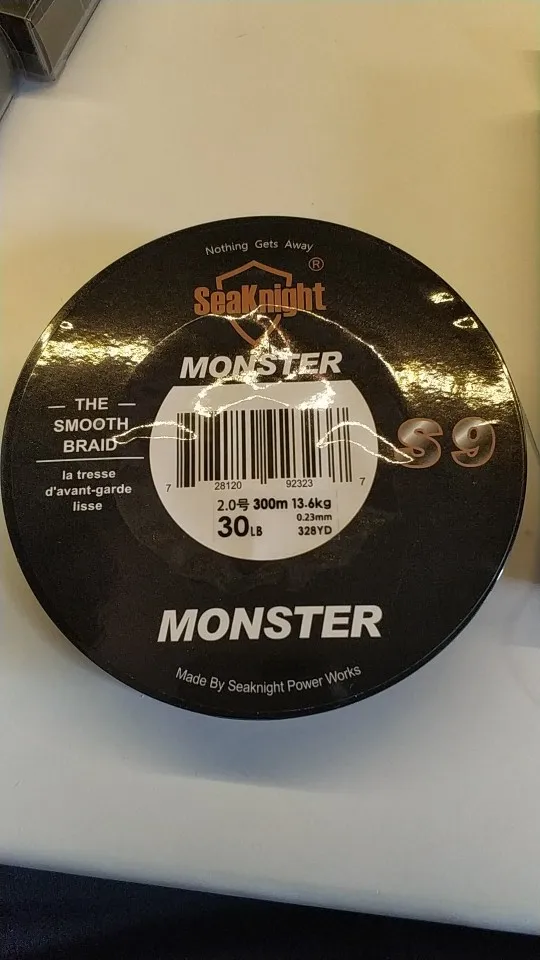 Nothing Gets Away
SeaKnight®
MONSTER
— THE —
SMOOTH
BRAID
la tresse
d'avant-garde
lisse
S9
7 28120 92323 7
2.0号 300m 13.6kg
30LB 0.23mm
328YD
MONSTER
Made By Seaknight Power Works